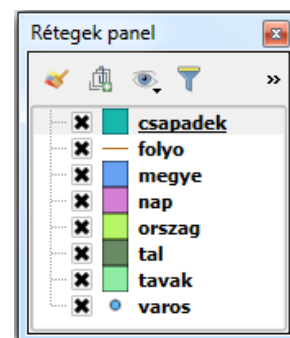 Rétegek panel
»
csapadek
folyo
megye
nap
orszag
tal
tavak
varos